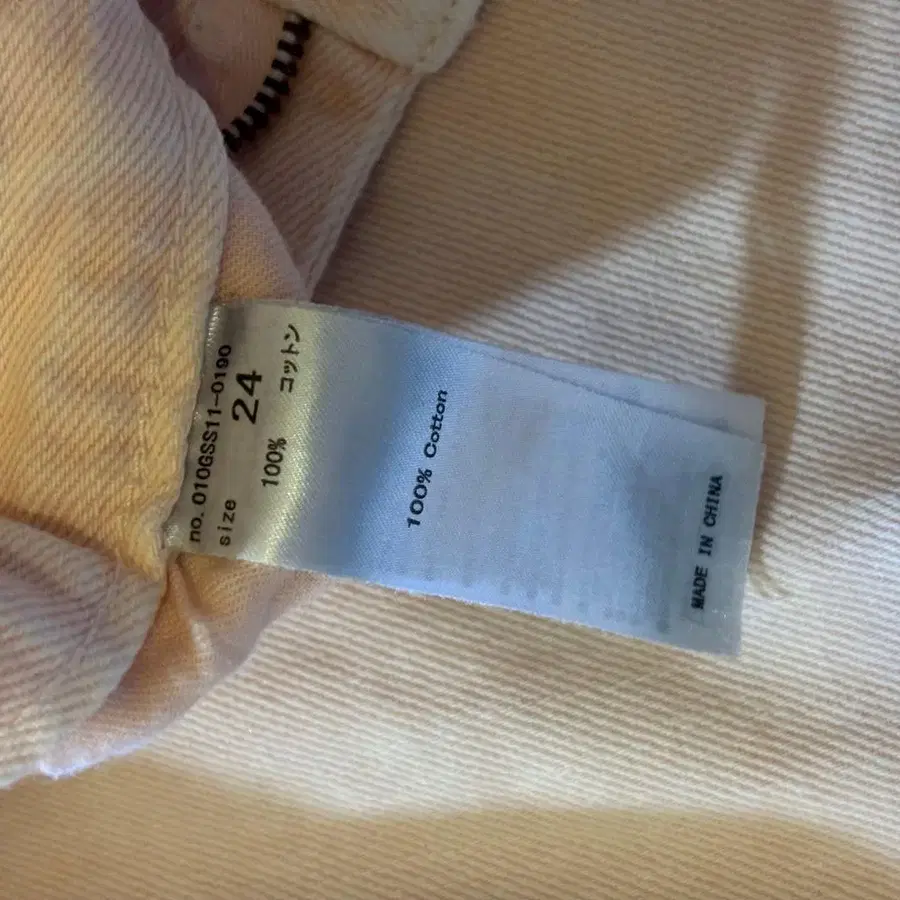 no. 010GSS11-0190
size 24
100% コットン
100% Cotton
MADE IN CHINA